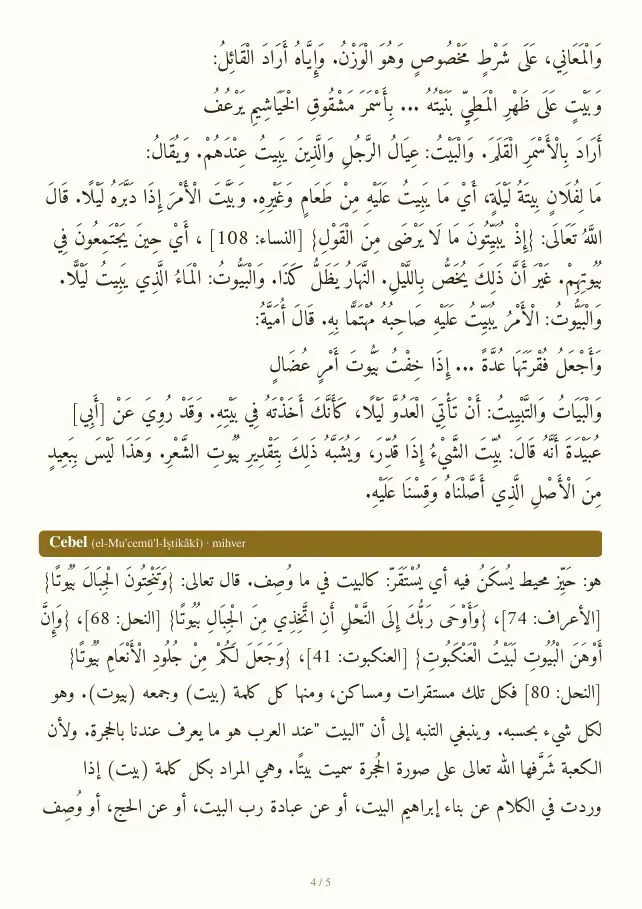 وَالْمَعَانِي، عَلَى شَرْطٍ مَخْصُوصٍ وَهُوَ الْوَزْنُ. وَإِيَّاهُ أَرَادَ الْقَائِلُ:
وَبَيْتٍ عَلَى ظَهْرِ الْمَطِيِّ بَنَيْتُهُ ... بِأَسْمَرَ مَشْقُوقِ الْخَيَاشِيمِ يَرْعُفُ
أَرَادَ بِالْأَسْمَرِ الْقَلَمَ. وَالْبَيْتُ: عِيَالُ الرَّجُلِ وَالَّذِينَ يَبِيتُ عِنْدَهُمْ. وَيُقَالُ:
مَا لِفُلَانٍ بِيتَةُ لَيْلَةٍ، أَيْ مَا يَبِيتُ عَلَيْهِ مِنْ طَعَامٍ وَغَيْرِهِ. وَبَيَّتَ الْأَمْرَ إِذَا دَبَّرَهُ لَيْلًا. قَالَ
اللَّهُ تَعَالَى: {إِذْ يُبَيِّتُونَ مَا لَا يَرْضَى مِنَ الْقَوْلِ} [النساء: 108] ، أَيْ حِينَ يَجْتَمِعُونَ فِي
بُيُوتِهِمْ. غَيْرَ أَنَّ ذَلِكَ يُخَصُّ بِاللَّيْلِ. النَّهَارُ يَظَلُّ كَذَا. وَالْبَيُّوتُ: الْمَاءُ الَّذِي يَبِيتُ لَيْلًا.
وَالْبَيُّوتُ: الْأَمْرُ يُبَيِّتُ عَلَيْهِ صَاحِبُهُ مُهْتَمًّا بِهِ. قَالَ أُمَيَّةُ:
وَأَجْعَلُ فُقْرَتَهَا عُدَّةً ... إِذَا خِفْتُ بَيُّوتَ أَمْرٍ عُضَالٍ
وَالْبَيَاتُ وَالتَّبْيِيتُ: أَنْ تَأْتِيَ الْعَدُوَّ لَيْلًا، كَأَنَّكَ أَخَذْتَهُ فِي بَيْتِهِ. وَقَدْ رُوِيَ عَنْ [أَبِي]
عُبَيْدَةَ أَنَّهُ قَالَ: بُيِّتَ الشَّيْءُ إِذَا قُدِّرَ، وَيُشَبَّهُ ذَلِكَ بِتَقْدِيرِ بُيُوتِ الشَّعْرِ. وَهَذَا لَيْسَ بِبَعِيدٍ
مِنَ الْأَصْلِ الَّذِي أَصَّلْنَاهُ وَقِسْنَا عَلَيْهِ.
Cebel (el-Mu'cemü'l-İştikâkî) · mihver
هو: حَيِّز محيط يُسكَنُ فيه أي يُسْتَقَرّ: كالبيت في ما وُصِف. قال تعالى: {وَتَنْحِتُونَ الْجِبَالَ بُيُوتًا}
[الأعراف: 74]، {وَأَوْحَى رَبُّكَ إِلَى النَّحْلِ أَنِ اتَّخِذِي مِنَ الْجِبَالِ بُيُوتًا} [النحل: 68]، {وَإِنَّ
أَوْهَنَ الْبُيُوتِ لَبَيْتُ الْعَنْكَبُوتِ} [العنكبوت: 41]، {وَجَعَلَ لَكُمْ مِنْ جُلُودِ الْأَنْعَامِ بُيُوتًا}
[النحل: 80] فكل تلك مستقرات ومساكن، ومنها كل كلمة (بيت) وجمعه (بيوت). وهو
لكل شيء بحسبه. وينبغي التنبه إلى أن "البيت "عند العرب هو ما يعرف عندنا بالحجرة. ولأن
الكعبة شَرَّفها الله تعالى على صورة الحُجرة سميت بيتًا. وهي المراد بكل كلمة (بيت) إذا
وردت في الكلام عن بناء إبراهيم البيت، أو عن عبادة رب البيت، أو عن الحج، أو وُصِف
4 / 5